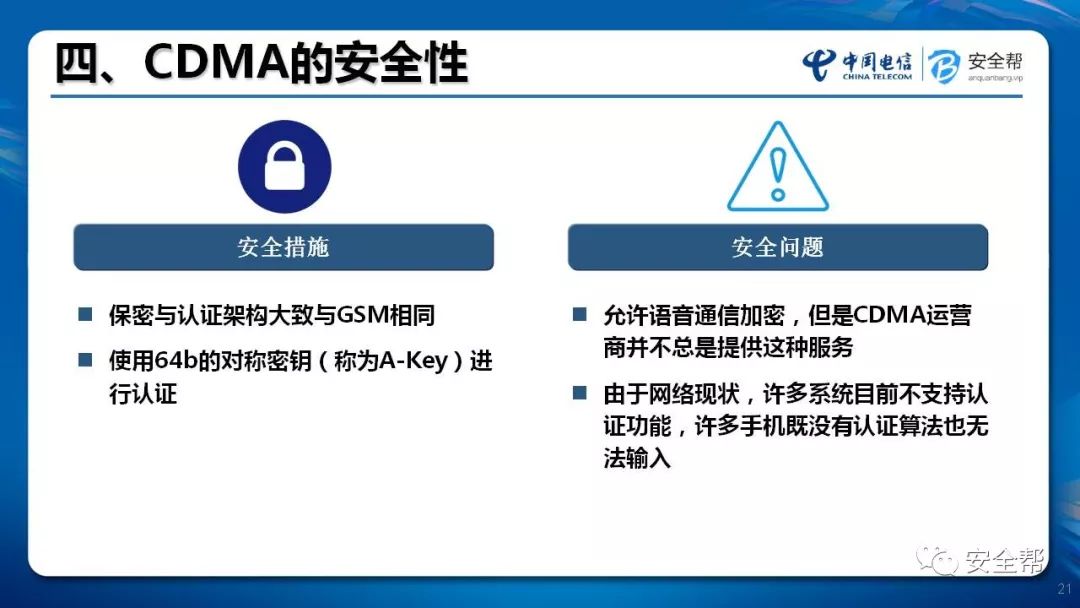 四、CDMA的安全性
中国电信
CHINA TELECOM
安全帮
anquanbang.vip
安全措施
保密与认证架构大致与GSM相同
使用64b的对称密钥（称为A-Key）进
行认证
安全问题
允许语音通信加密，但是CDMA运营
商并不总是提供这种服务
由于网络现状，许多系统目前不支持认
证功能，许多手机既没有认证算法也无
法输入
安全帮
21